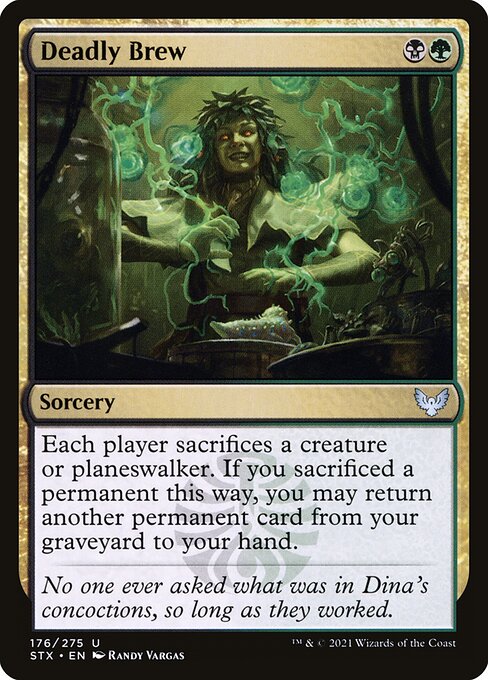 Deadly Brew
Sorcery
Each player sacrifices a creature
or planeswalker. If you sacrificed a
permanent this way, you may return
another permanent card from your
graveyard to your hand.
No one ever asked what was in Dina's
concoctions, so long as they worked.
176/275 U
STX • EN Randy Vargas
™ & © 2021 Wizards of the Coast